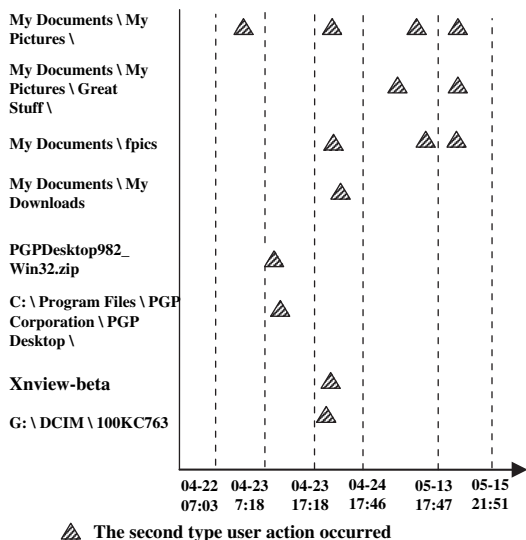 My Documents \ My
Pictures \
My Documents \ My
Pictures \ Great
Stuff \
My Documents \ fpics
My Documents \ My
Downloads
PGPDesktop982_
Win32.zip
C: \ Program Files \ PGP
Corporation \ PGP
Desktop \
Xnview-beta
G: \ DCIM \ 100KC763
04-22 04-23 04-23 04-24 05-13 05-15
07:03 7:18 17:18 17:46 17:47 21:51
The second type user action occurred